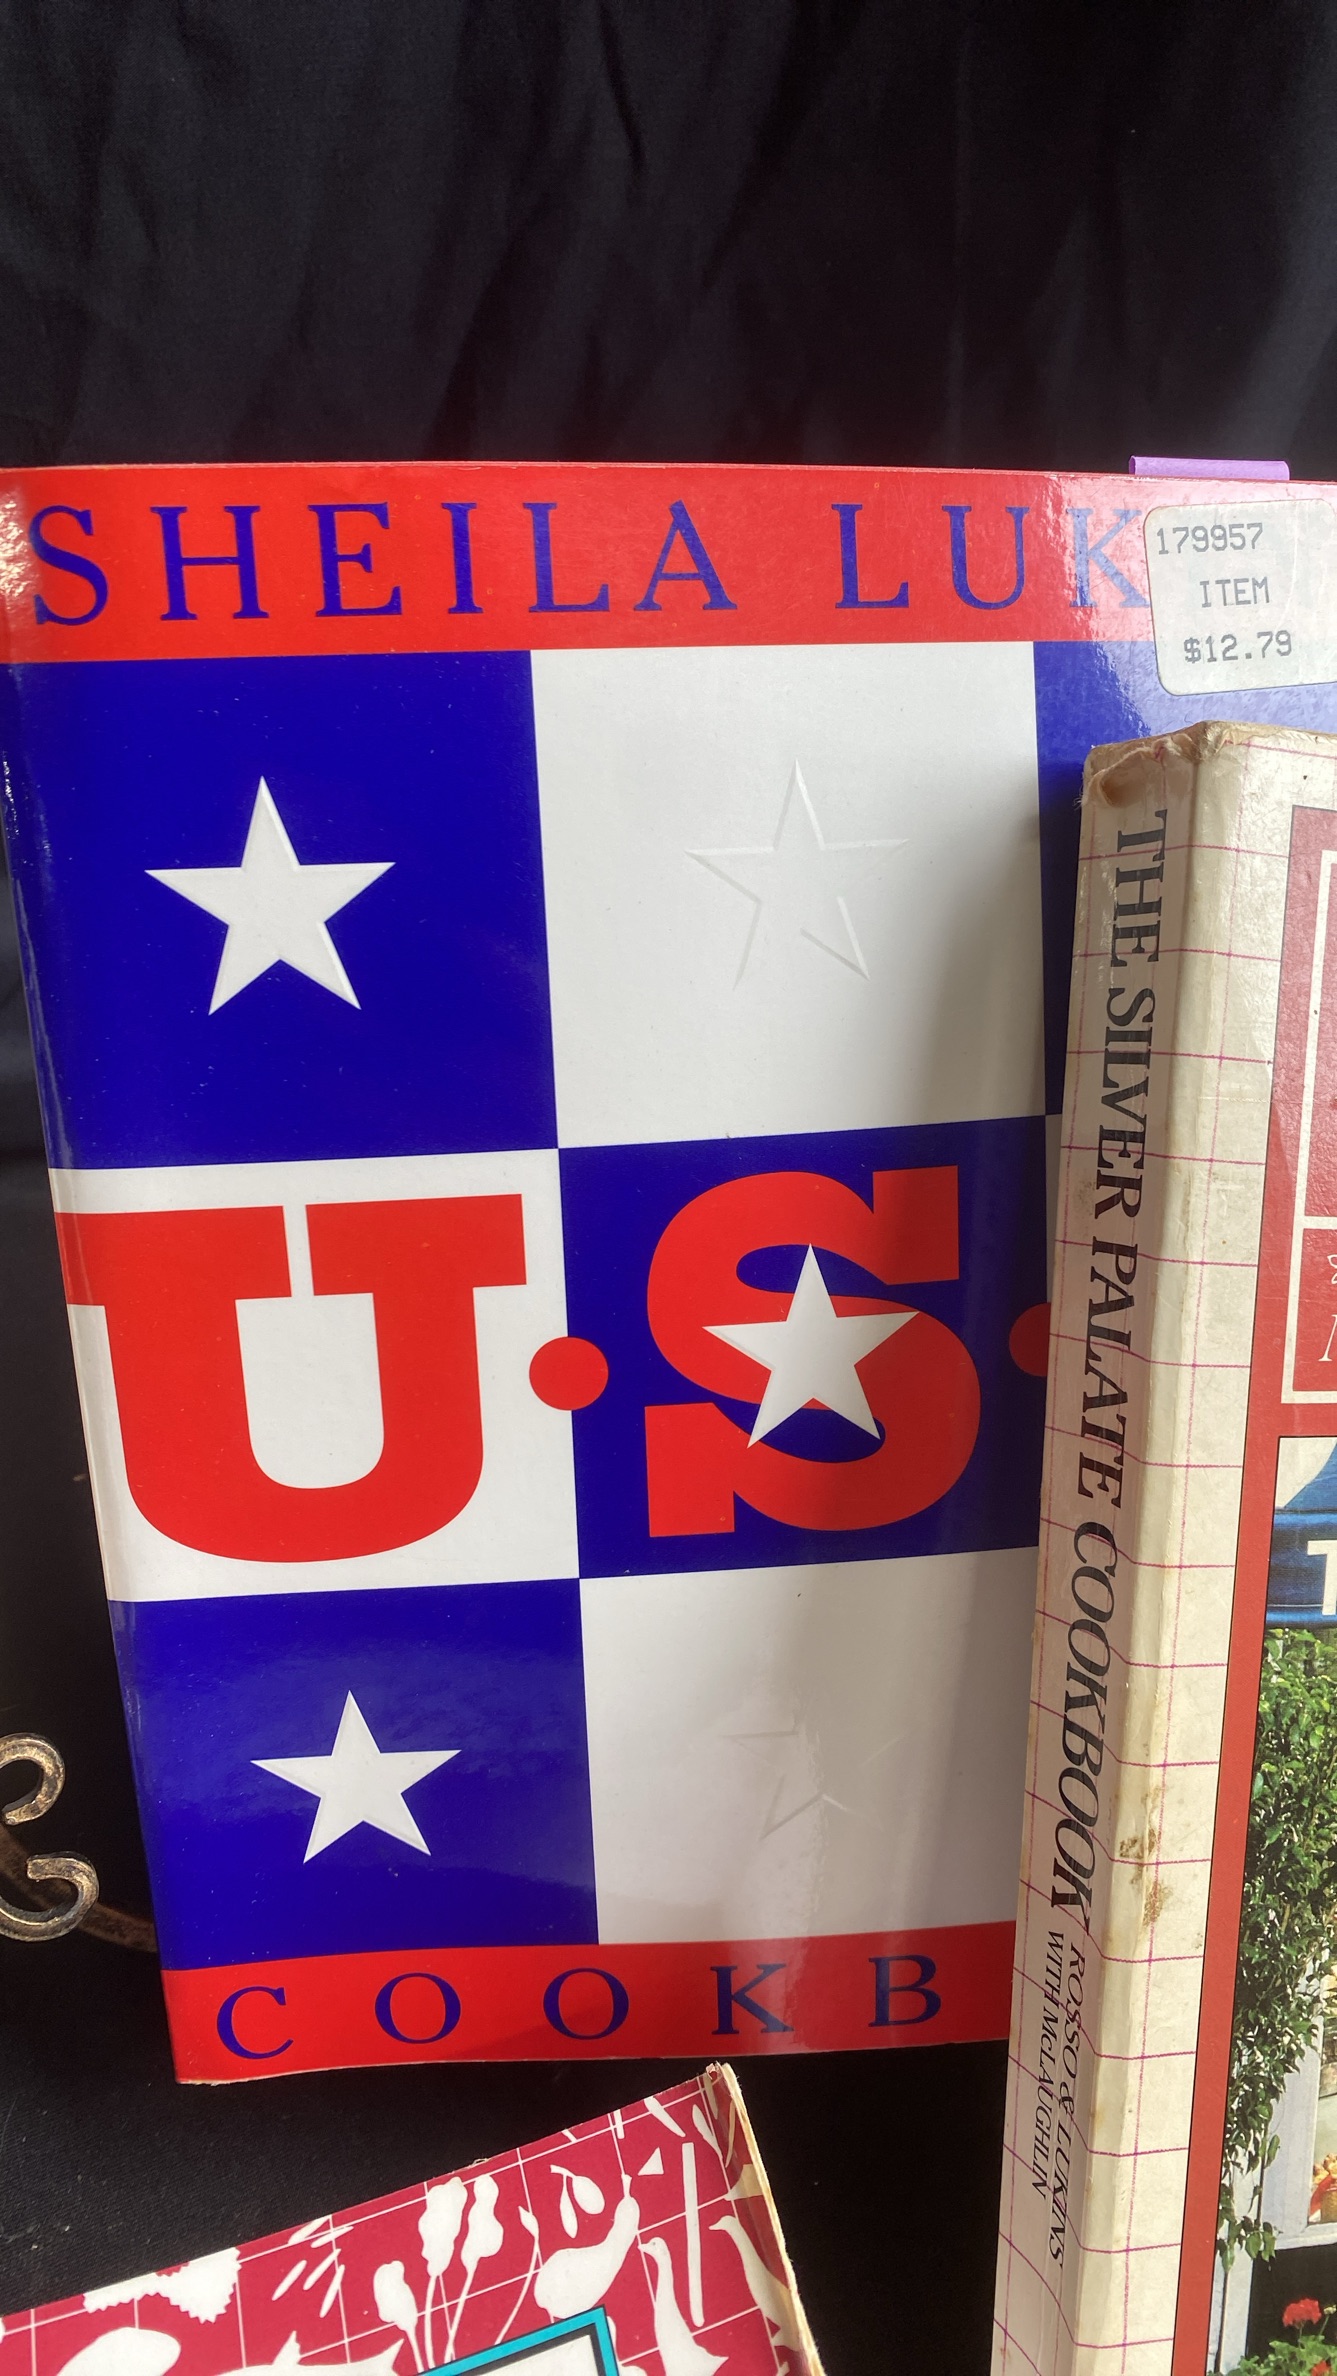 SHEILA LUK
179957
ITEM
$12.79
U.S.
COOKB
THE SILVER PALATE COOKBOOK
ROSSO & LUKINS
WITH McLAUGHLIN
T